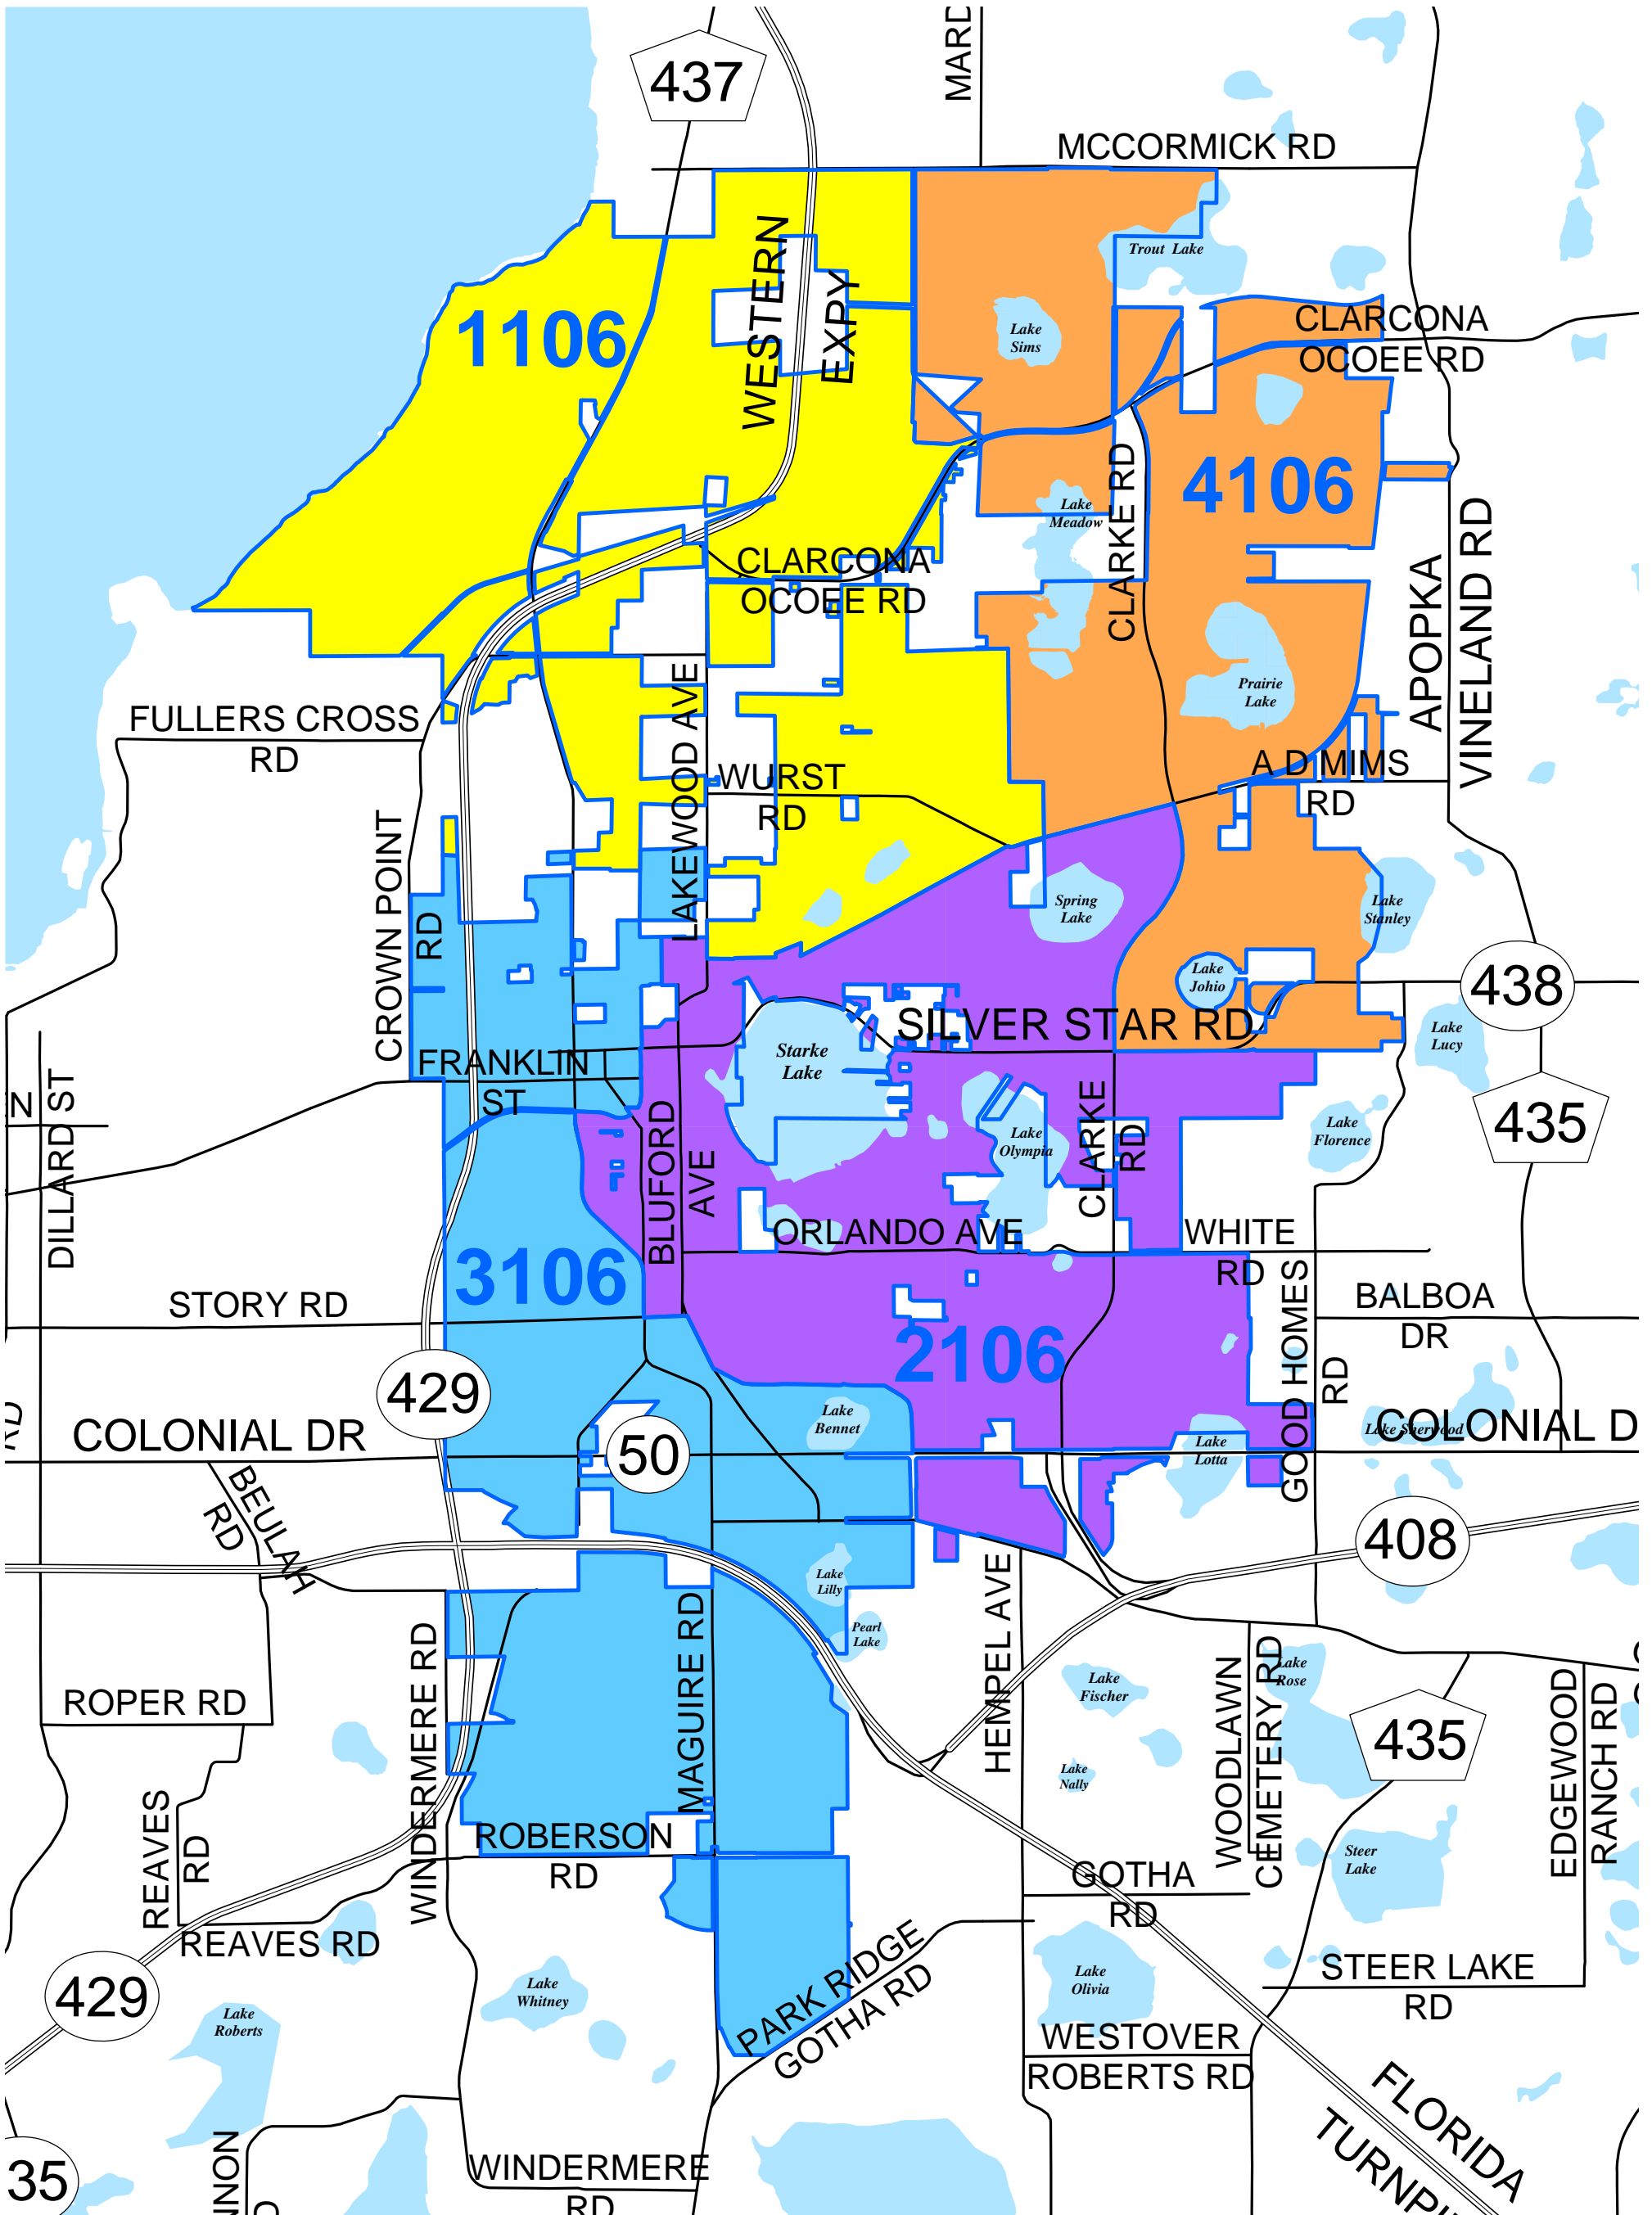 437
MARD
MCCORMICK RD
Trout Lake
WESTERN
EXPY
1106
Lake
Sims
CLARCONA
OCOEE RD
4106
CLARKE RD
Lake
Meadow
APOPKA
VINELAND RD
CLARCONA
OCOEE RD
Prairie
Lake
FULLERS CROSS
RD
LAKEWOOD AVE
WURST
RD
A D MIMS
RD
CROWN POINT
RD
Spring
Lake
Lake
Stanley
Lake
Johio
438
SILVER STAR RD
Lake
Lucy
Starke
Lake
FRANKLIN
ST
N
DILLARD ST
BLUFORD
AVE
Lake
Olympia
CLARKE
RD
Lake
Florence
435
ORLANDO AVE
WHITE
RD
3106
STORY RD
2106
GOOD HOMES
RD
BALBOA
DR
429
RD
COLONIAL DR
50
Lake
Bennet
Lake
Lotta
Lake Sherwood
COLONIAL D
BEULAH
RD
408
Lake
Lilly
Pearl
Lake
HEMPEL AVE
WINDERMERE RD
MAGUIRE RD
ROPER RD
Lake
Fischer
Lake
Rose
WOODLAWN
CEMETERY RD
435
EDGEWOOD
RANCH RD
Lake
Nally
REAVES
RD
ROBERSON
RD
Steer
Lake
GOTHA
RD
REAVES RD
PARK RIDGE
GOTHA RD
429
Lake
Whitney
Lake
Roberts
Lake
Olivia
STEER LAKE
RD
WESTOVER
ROBERTS RD
FLORIDA
35
WINDERMERE
RD